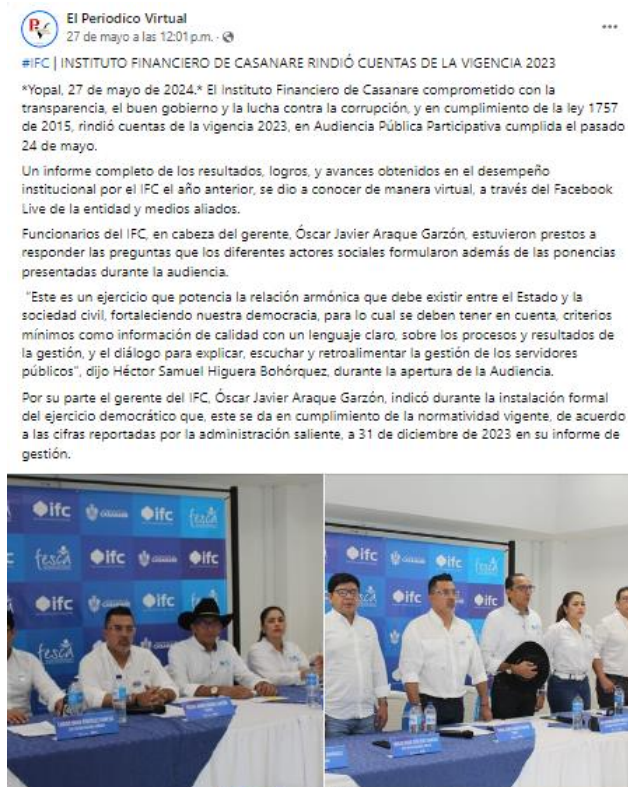 El Periodico Virtual
27 de mayo a las 12:01 p.m. ·
#IFC | INSTITUTO FINANCIERO DE CASANARE RINDIÓ CUENTAS DE LA VIGENCIA 2023
*Yopal, 27 de mayo de 2024.* El Instituto Financiero de Casanare comprometido con la
transparencia, el buen gobierno y la lucha contra la corrupción, y en cumplimiento de la ley 1757
de 2015, rindió cuentas de la vigencia 2023, en Audiencia Pública Participativa cumplida el pasado
24 de mayo.
Un informe completo de los resultados, logros, y avances obtenidos en el desempeño
institucional por el IFC el año anterior, se dio a conocer de manera virtual, a través del Facebook
Live de la entidad y medios aliados.
Funcionarios del IFC, en cabeza del gerente, Óscar Javier Araque Garzón, estuvieron prestos a
responder las preguntas que los diferentes actores sociales formularon además de las ponencias
presentadas durante la audiencia.
"Este es un ejercicio que potencia la relación armónica que debe existir entre el Estado y la
sociedad civil, fortaleciendo nuestra democracia, para lo cual se deben tener en cuenta, criterios
mínimos como información de calidad con un lenguaje claro, sobre los procesos y resultados de
la gestión, y el diálogo para explicar, escuchar y retroalimentar la gestión de los servidores
públicos", dijo Héctor Samuel Higuera Bohórquez, durante la apertura de la Audiencia.
Por su parte el gerente del IFC, Óscar Javier Araque Garzón, indicó durante la instalación formal
del ejercicio democrático que, este se da en cumplimiento de la normatividad vigente, de acuerdo
a las cifras reportadas por la administración saliente, a 31 de diciembre de 2023 en su informe de
gestión.
ifc CASANARE ifc
fesca ifc ifc
ifc CASANARE ifc
fesca ifc fesca
ifc ifc
fesca ifc fesca
ifc ifc